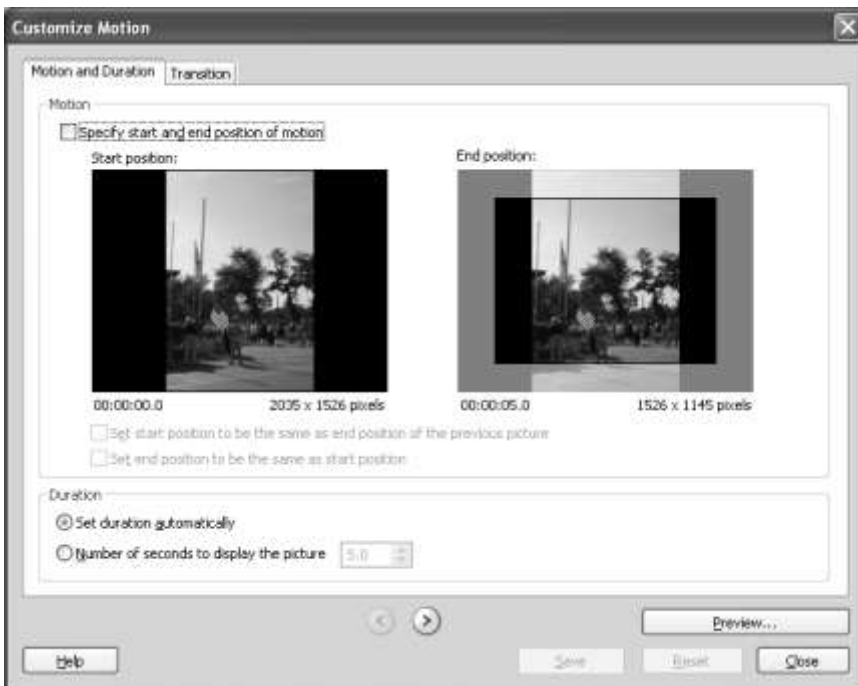 Customize Motion
Motion and Duration Transition
Motion
Specify start and end position of motion
Start position: End position:
00:00:00.0 2035 x 1526 pixels 00:00:05.0 1526 x 1145 pixels
Set start position to be the same as end position of the previous picture
Set end position to be the same as start position
Duration
Set duration automatically
Number of seconds to display the picture 5.0
Preview...
Help Save Reset Close